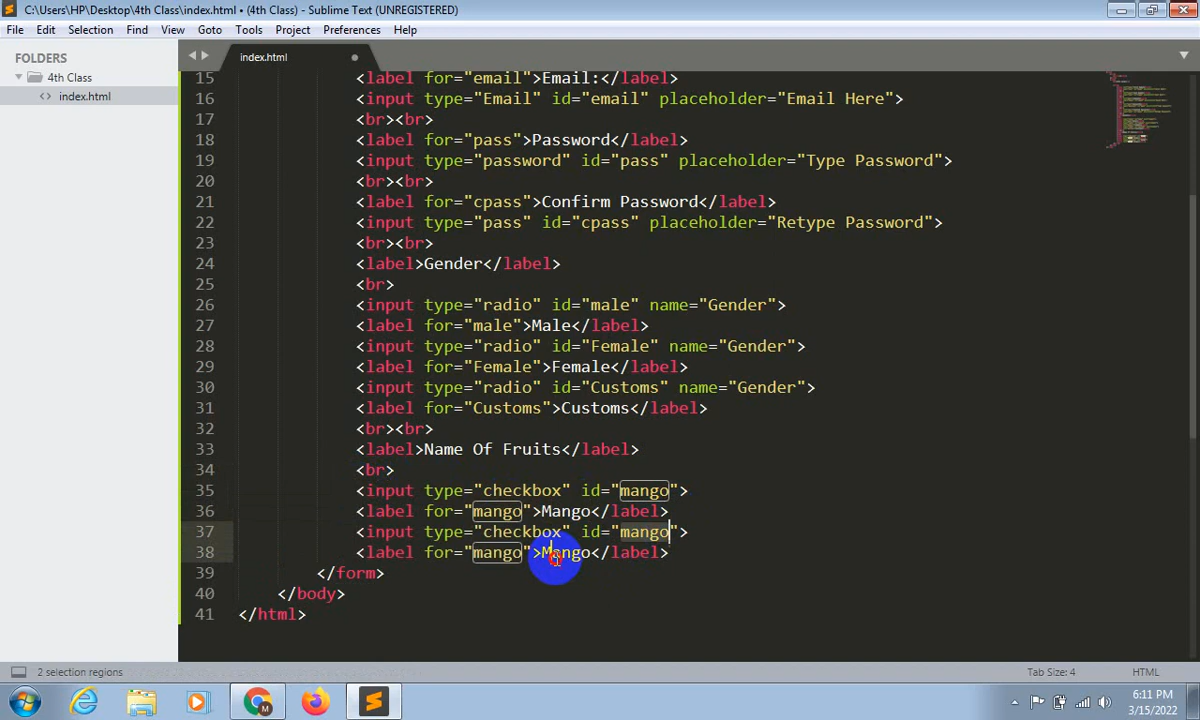 C:\Users\HP\Desktop\4th Class\index.html • (4th Class) - Sublime Text (UNREGISTERED)
File Edit Selection Find View Goto Tools Project Preferences Help
FOLDERS
4th Class
<> index.html
index.html
15 <label for="email">Email:</label>
16 <input type="Email" id="email" placeholder="Email Here">
17 <br><br>
18 <label for="pass">Password</label>
19 <input type="password" id="pass" placeholder="Type Password">
20 <br><br>
21 <label for="cpass">Confirm Password</label>
22 <input type="pass" id="cpass" placeholder="Retype Password">
23 <br><br>
24 <label>Gender</label>
25 <br>
26 <input type="radio" id="male" name="Gender">
27 <label for="male">Male</label>
28 <input type="radio" id="Female" name="Gender">
29 <label for="Female">Female</label>
30 <input type="radio" id="Customs" name="Gender">
31 <label for="Customs">Customs</label>
32 <br><br>
33 <label>Name Of Fruits</label>
34 <br>
35 <input type="checkbox" id="mango">
36 <label for="mango">Mango</label>
37 <input type="checkbox" id="mango">
38 <label for="mango">Mango</label>
39 </form>
40 </body>
41 </html>
2 selection regions
Tab Size: 4
HTML
M
6:11 PM
3/15/2022